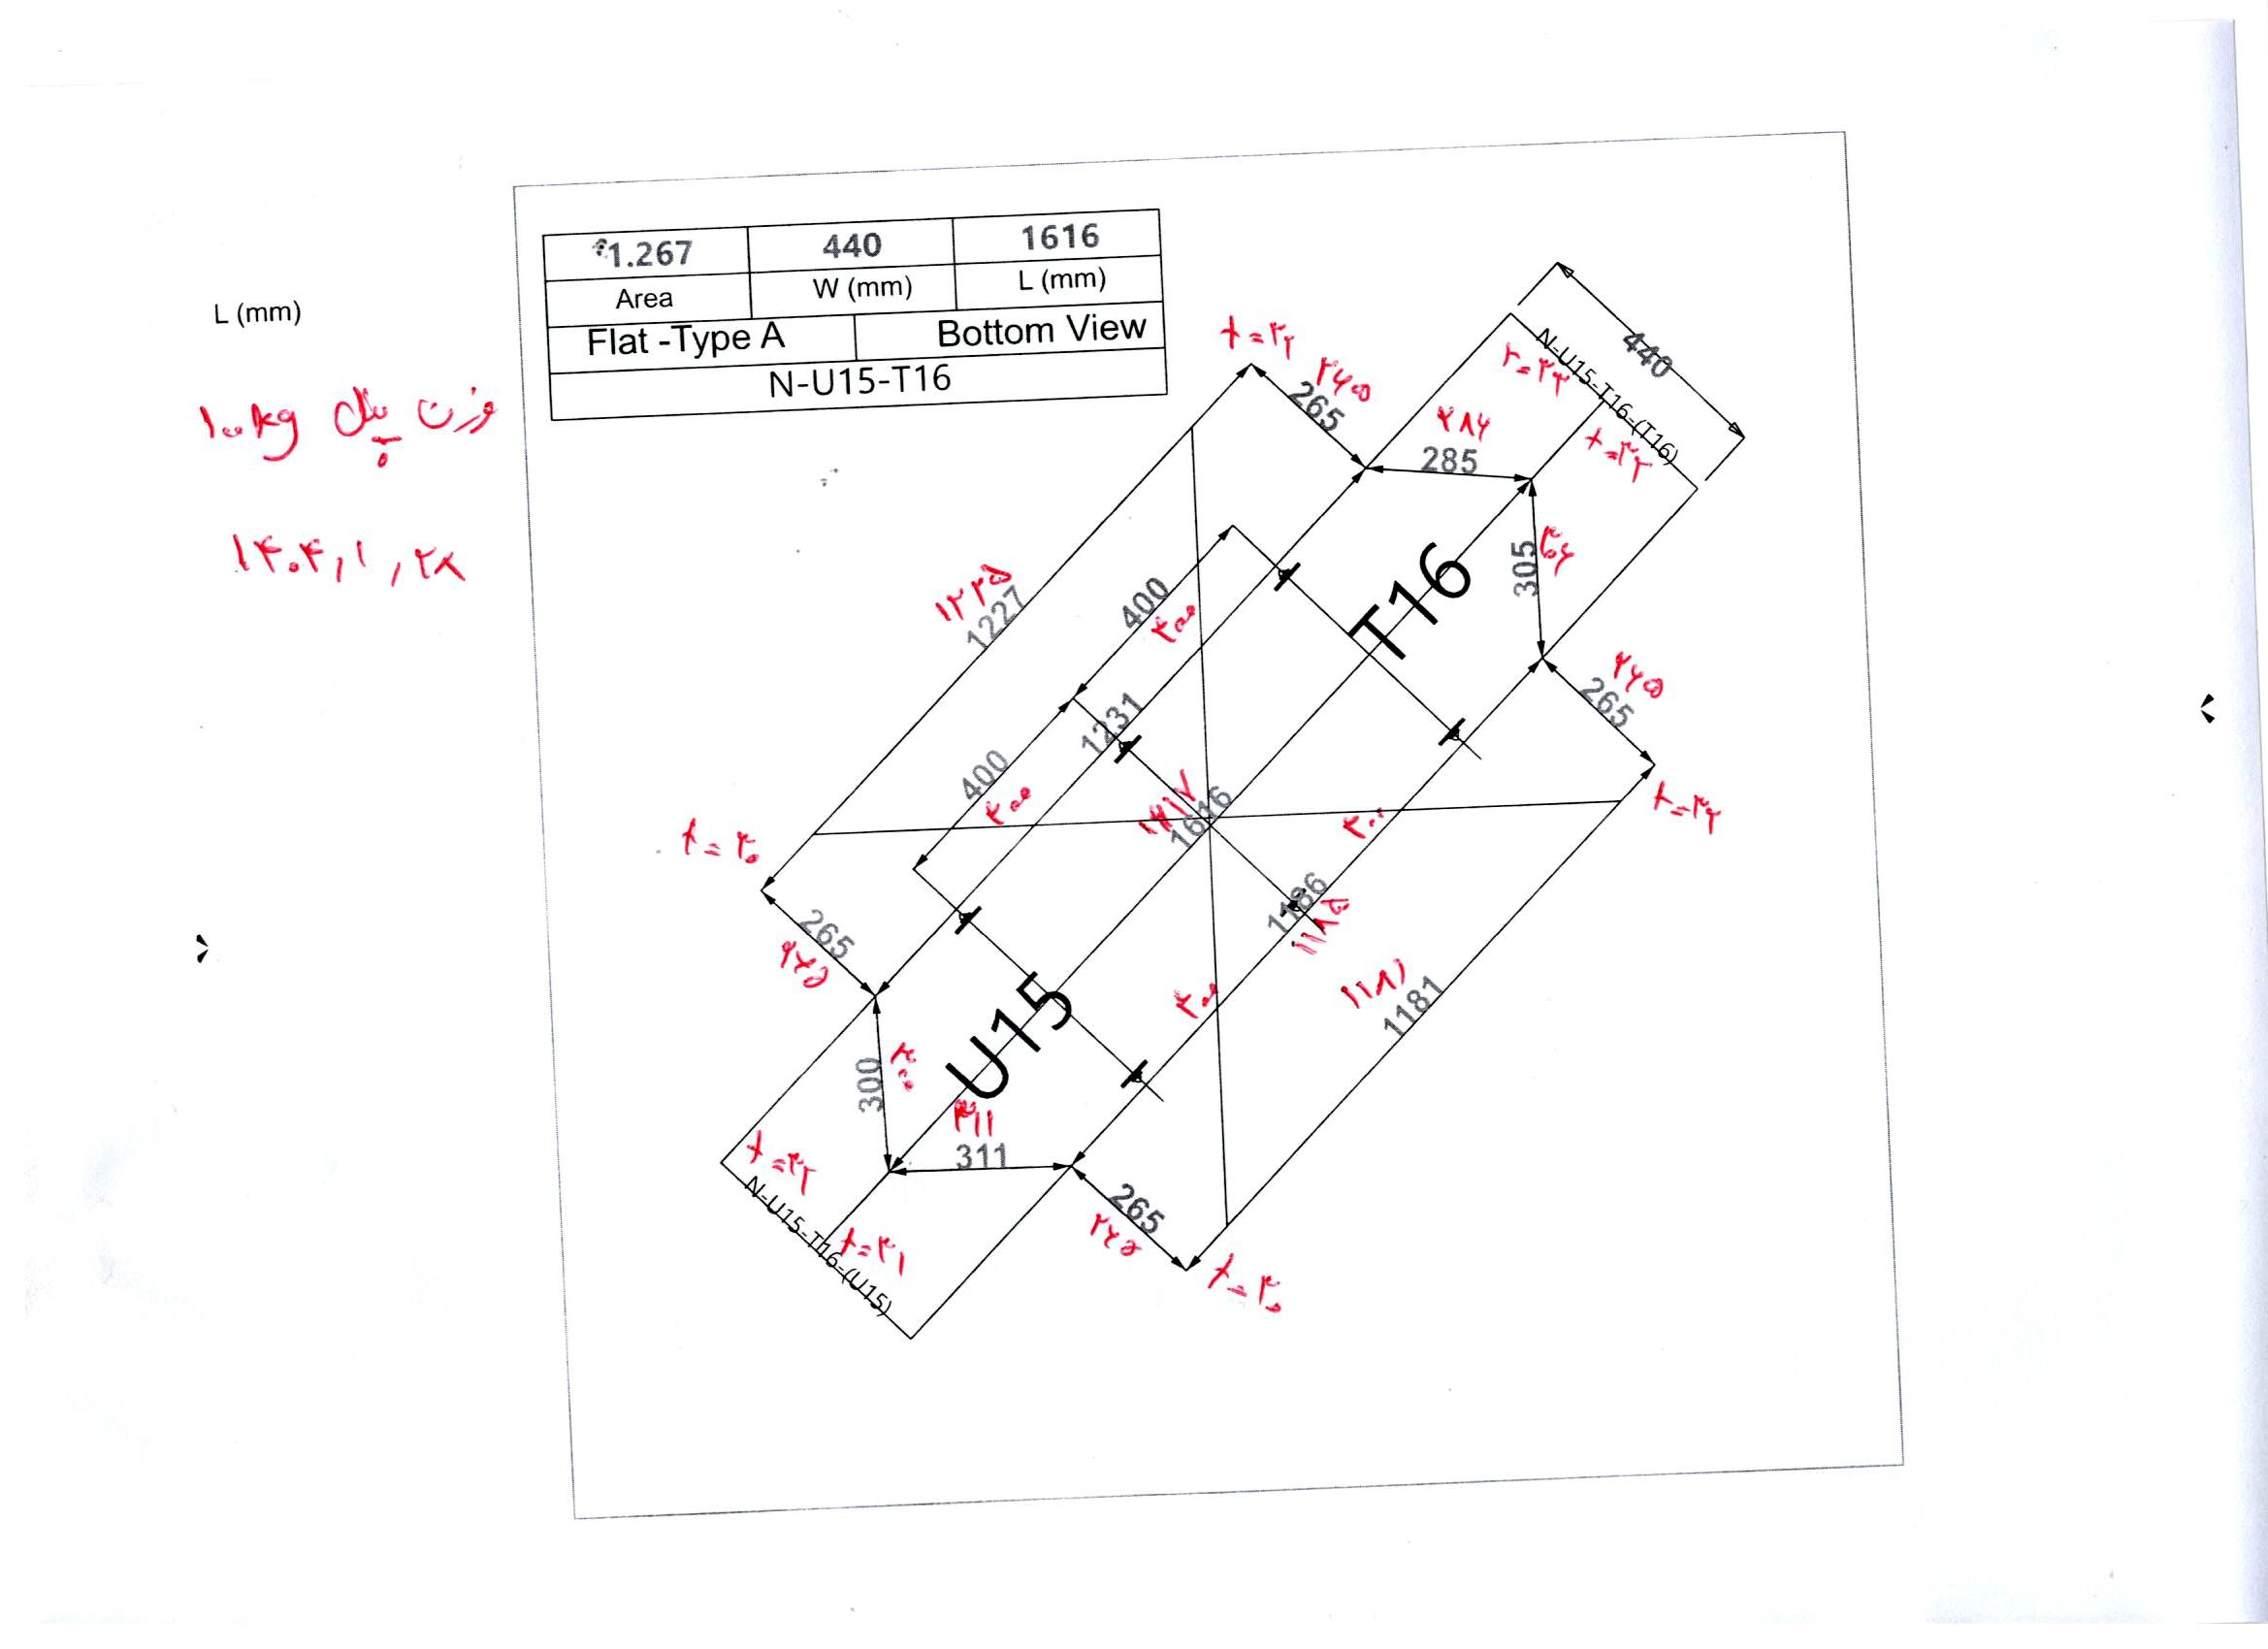 1.267 440 1616
Area W (mm) L (mm)
Flat -Type A Bottom View
N-U15-T16
L (mm)
وزن پنل ۱۰۰kg
۱۴۰۴,۱,۲۸
440
N-U15-T16-(T16)
t=۳۲
t=۳۲
t=۳۲
265
۲۶۵
285
۲۸۶
305
265
۲۶۵
t=۳۲
T16
1227
۱۲۲۵
400
۴۰۰
1231
400
۴۰۰
1616
۱۶۱۷
۴۰۰
1186
۱۱۸۵
۴۰۰
1181
۱۱۸۱
t=۳۰
265
۲۶۵
U15
300
۳۰۰
311
۳۱۱
265
۲۶۵
t=۳۰
t=۳۲
t=۳۱
N-U15-T16-(U15)